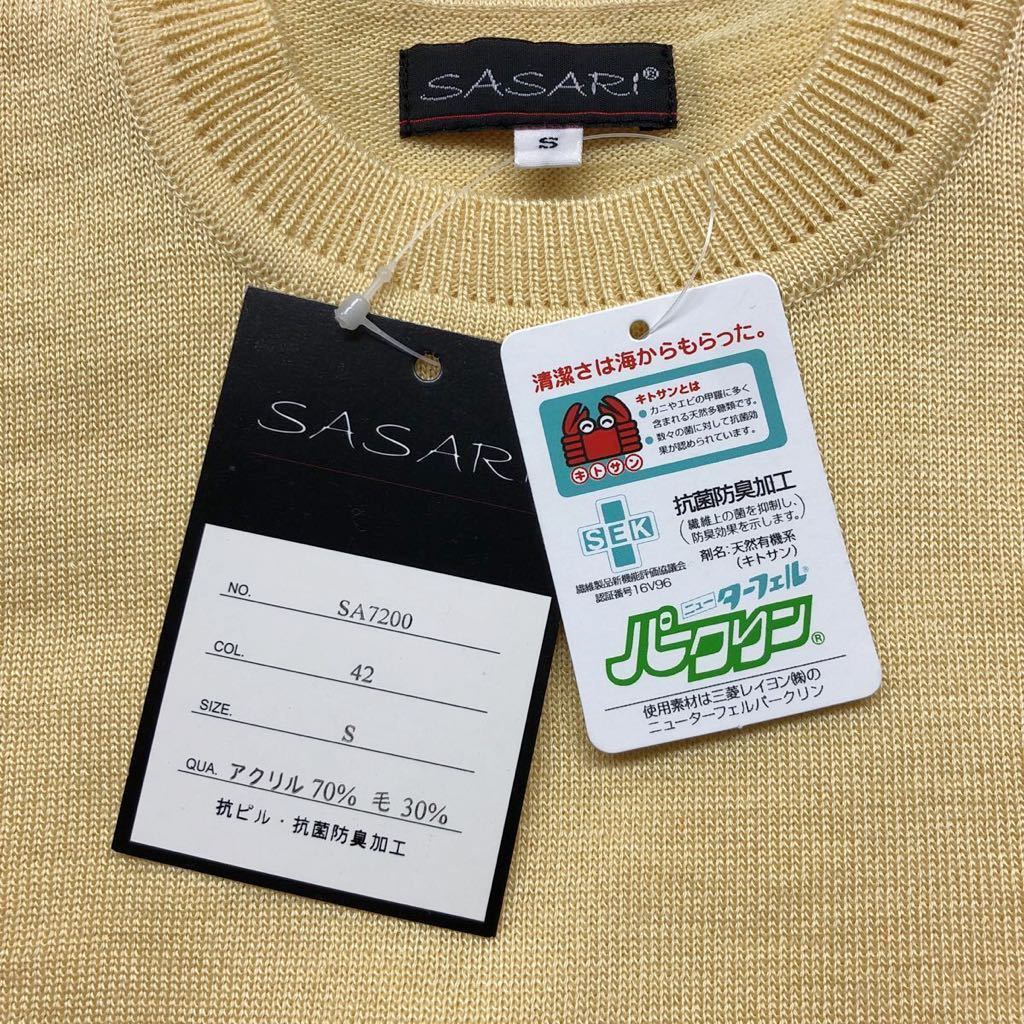 SASARI®
S
SASARI
NO. SA7200
COL. 42
SIZE. S
QUA. アクリル 70% 毛 30%
抗ピル・抗菌防臭加工
清潔さは海からもらった。
キトサンとは
● カニやエビの甲羅に多く
含まれる天然多糖類です。
● 数々の菌に対して抗菌効
果が認められています。
キトサン
抗菌防臭加工
(繊維上の菌を抑制し、
防臭効果を示します。)
剤名:天然有機系
(キトサン)
SEK
繊維製品新機能評価協議会
認証番号16V96
ニューターフェル®
パークリン®
使用素材は三菱レイヨン㈱の
ニューターフェルパークリン